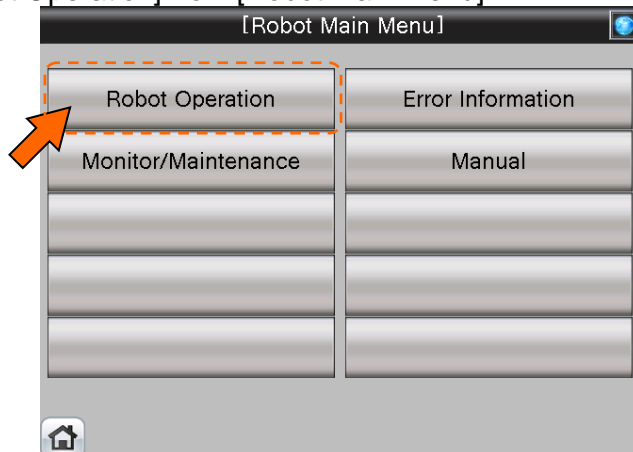 [Robot Main Menu]
Robot Operation Error Information
Monitor/Maintenance Manual